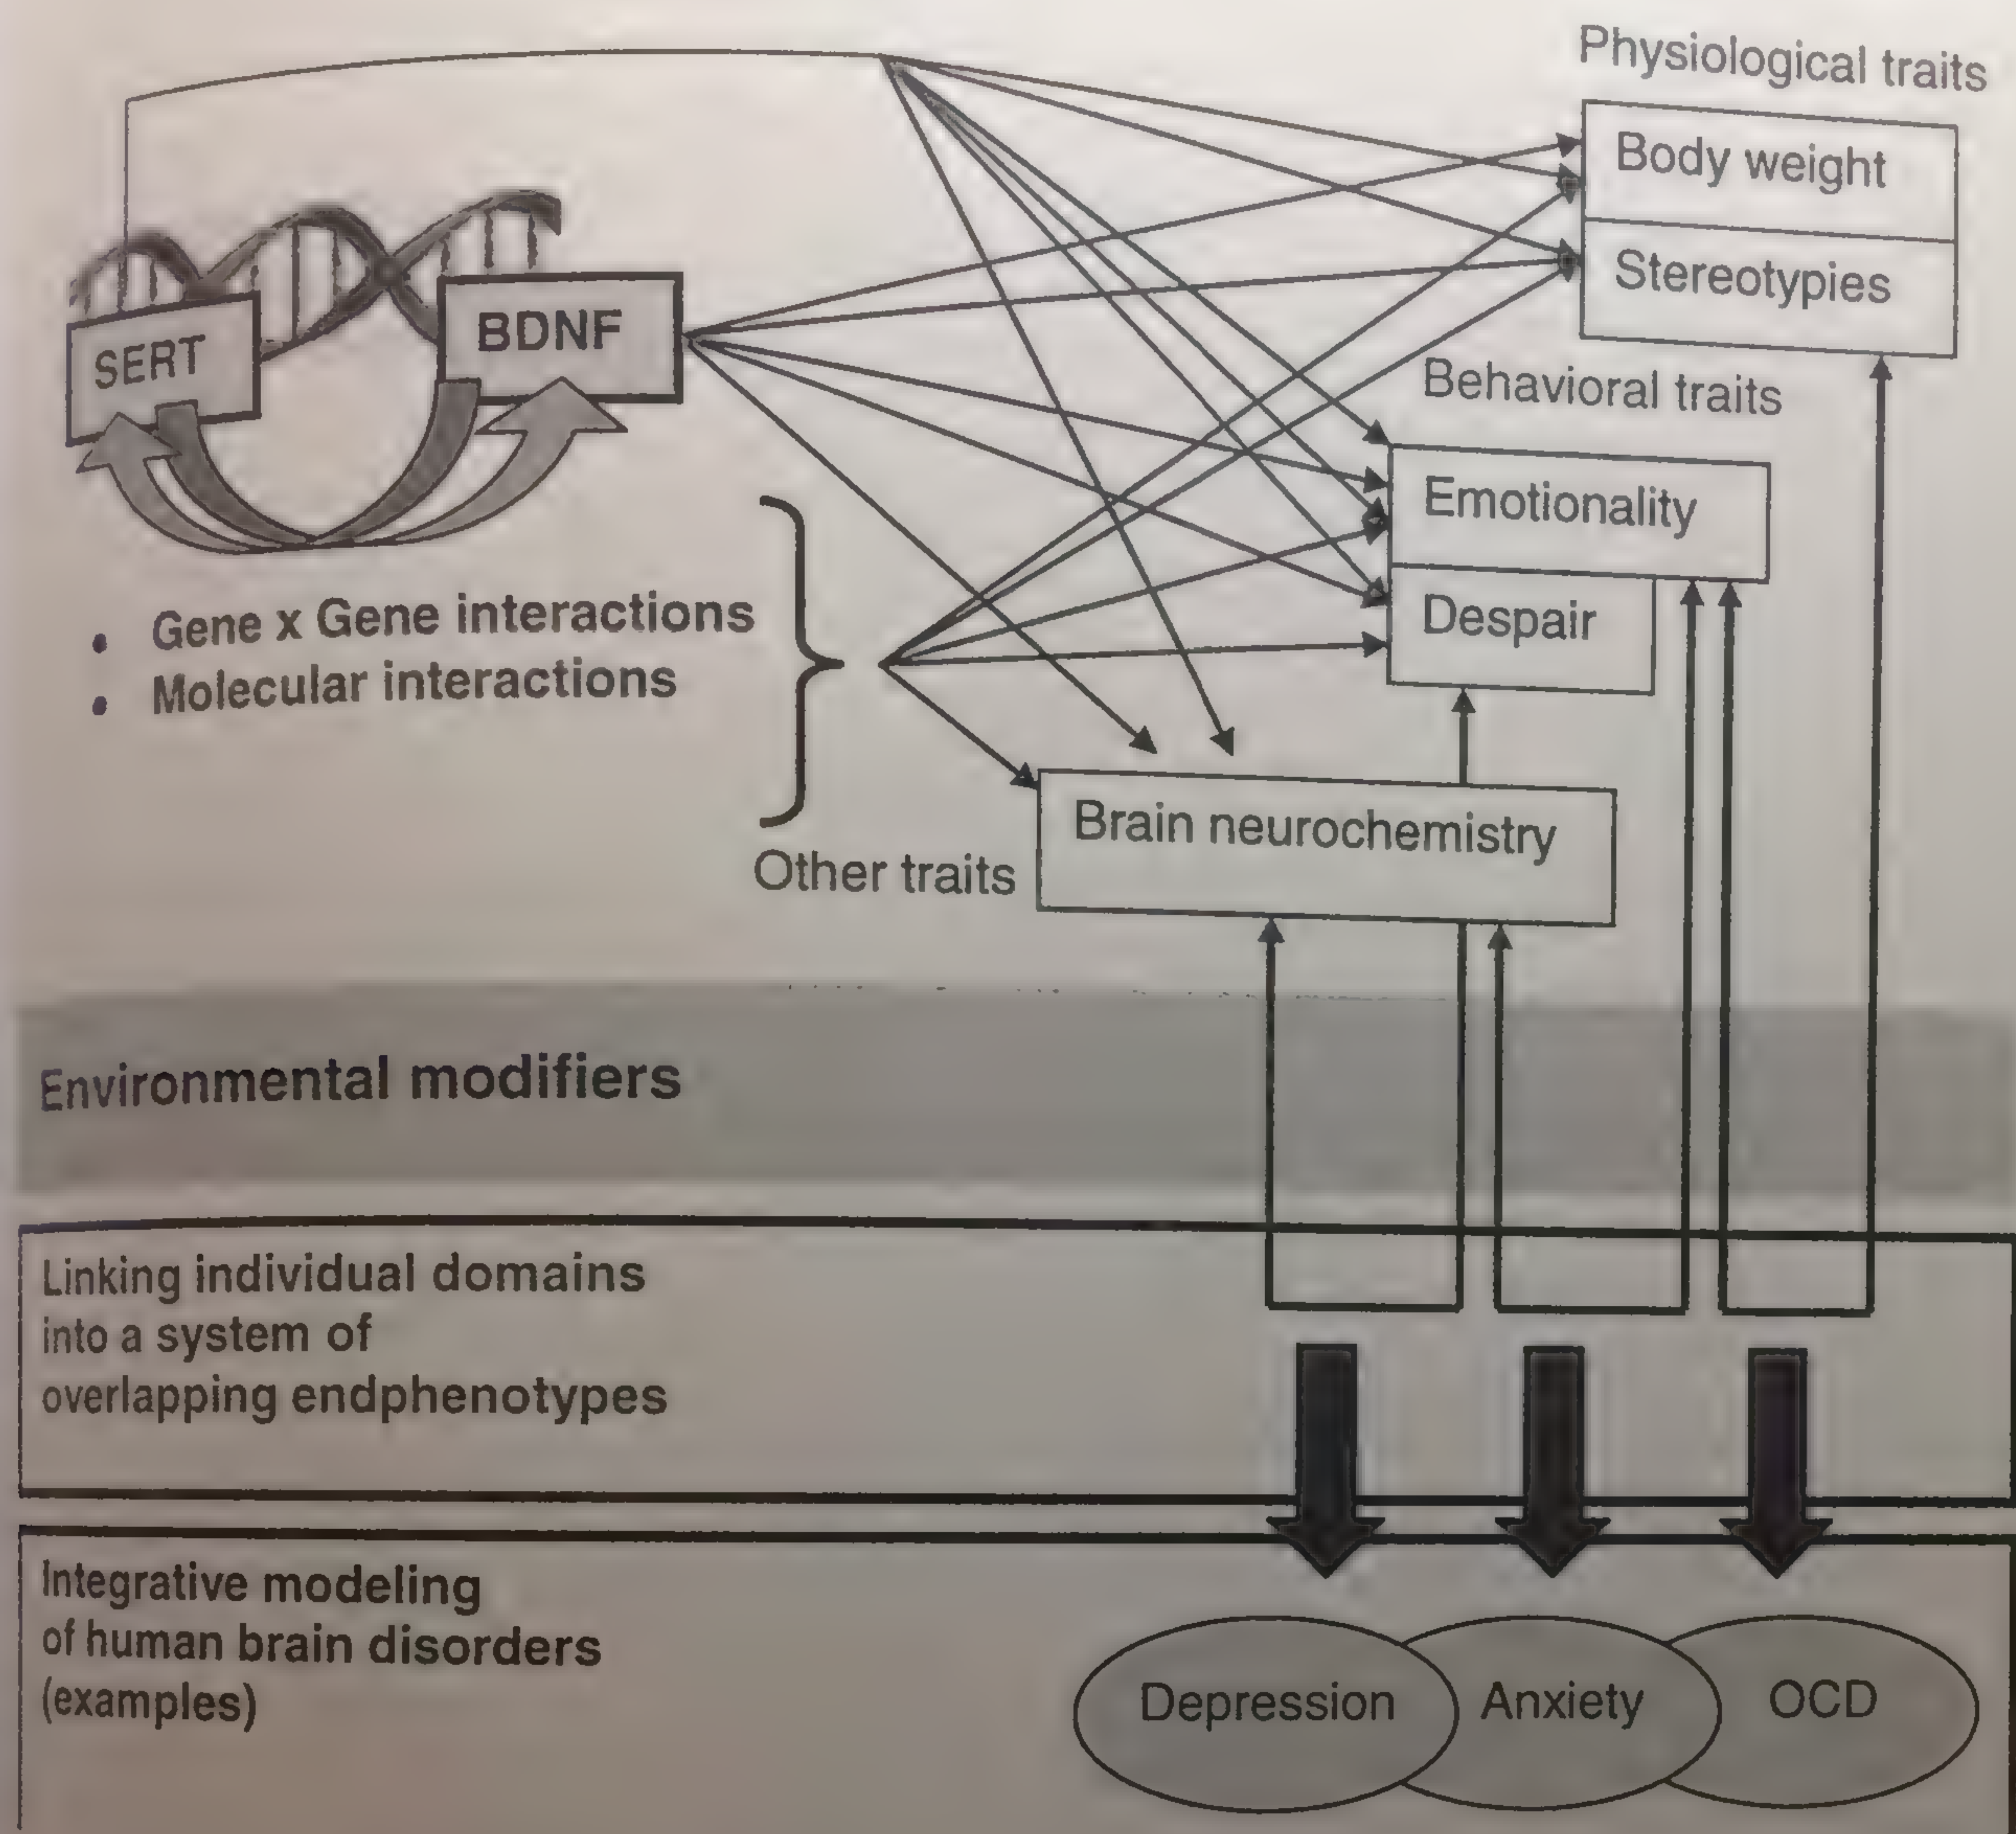 Physiological traits
Body weight
Stereotypies
SERT
BDNF
Behavioral traits
Emotionality
Despair
• Gene x Gene interactions
• Molecular interactions
Brain neurochemistry
Other traits
Environmental modifiers
Linking individual domains
into a system of
overlapping endphenotypes
Integrative modeling
of human brain disorders
(examples)
Depression
Anxiety
OCD